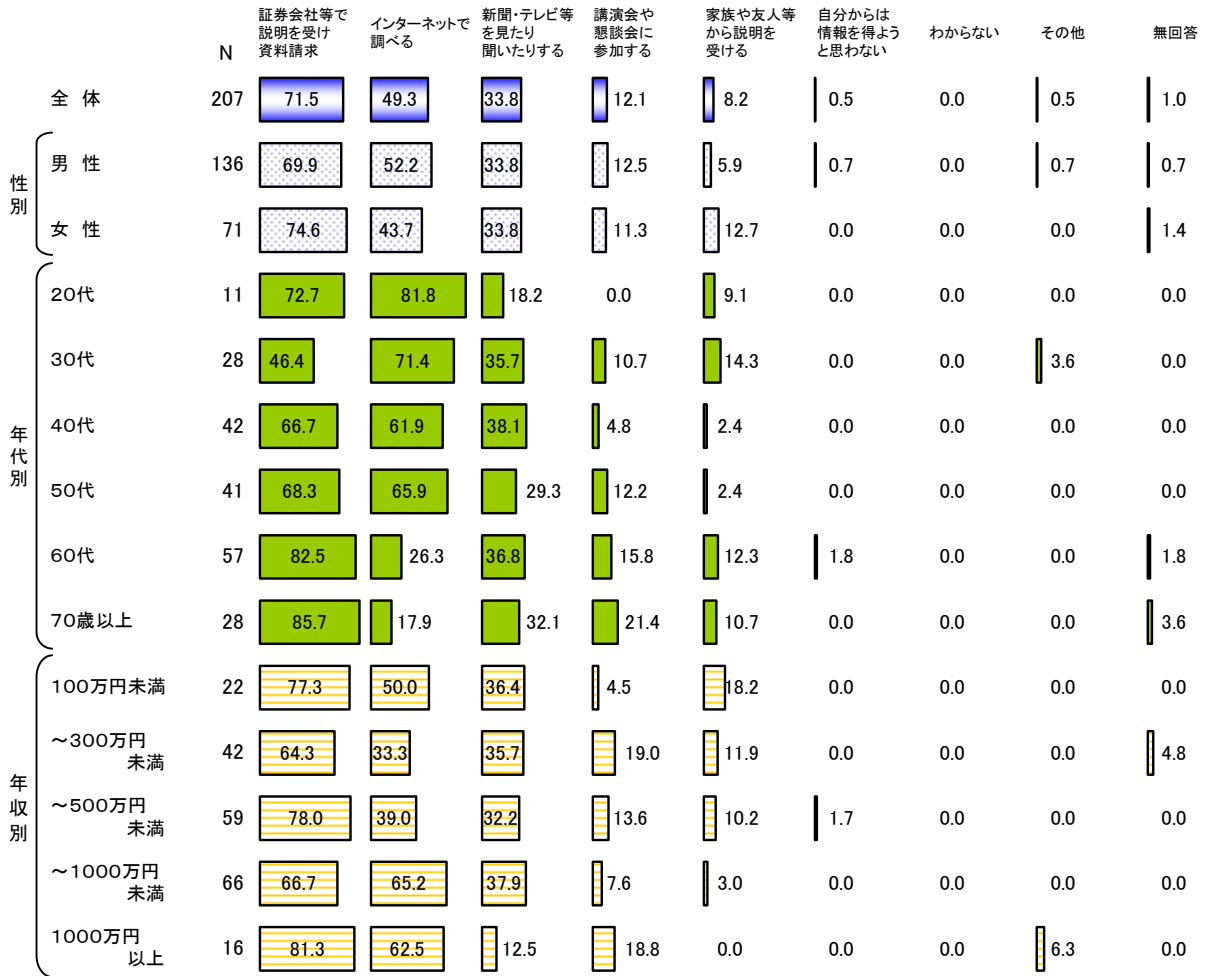 証券会社等で
説明を受け
資料請求
インターネットで
調べる
新聞・テレビ等
を見たり
聞いたりする
講演会や
懇談会に
参加する
家族や友人等
から説明を
受ける
自分からは
情報を得よう
と思わない
わからない
その他
無回答
N
全 体 207 71.5 49.3 33.8 12.1 8.2 0.5 0.0 0.5 1.0
性別
男 性 136 69.9 52.2 33.8 12.5 5.9 0.7 0.0 0.7 0.7
女 性 71 74.6 43.7 33.8 11.3 12.7 0.0 0.0 0.0 1.4
年代別
20代 11 72.7 81.8 18.2 0.0 9.1 0.0 0.0 0.0 0.0
30代 28 46.4 71.4 35.7 10.7 14.3 0.0 0.0 3.6 0.0
40代 42 66.7 61.9 38.1 4.8 2.4 0.0 0.0 0.0 0.0
50代 41 68.3 65.9 29.3 12.2 2.4 0.0 0.0 0.0 0.0
60代 57 82.5 26.3 36.8 15.8 12.3 1.8 0.0 0.0 1.8
70歳以上 28 85.7 17.9 32.1 21.4 10.7 0.0 0.0 0.0 3.6
年収別
100万円未満 22 77.3 50.0 36.4 4.5 18.2 0.0 0.0 0.0 0.0
~300万円
未満 42 64.3 33.3 35.7 19.0 11.9 0.0 0.0 0.0 4.8
~500万円
未満 59 78.0 39.0 32.2 13.6 10.2 1.7 0.0 0.0 0.0
~1000万円
未満 66 66.7 65.2 37.9 7.6 3.0 0.0 0.0 0.0 0.0
1000万円
以上 16 81.3 62.5 12.5 18.8 0.0 0.0 0.0 6.3 0.0